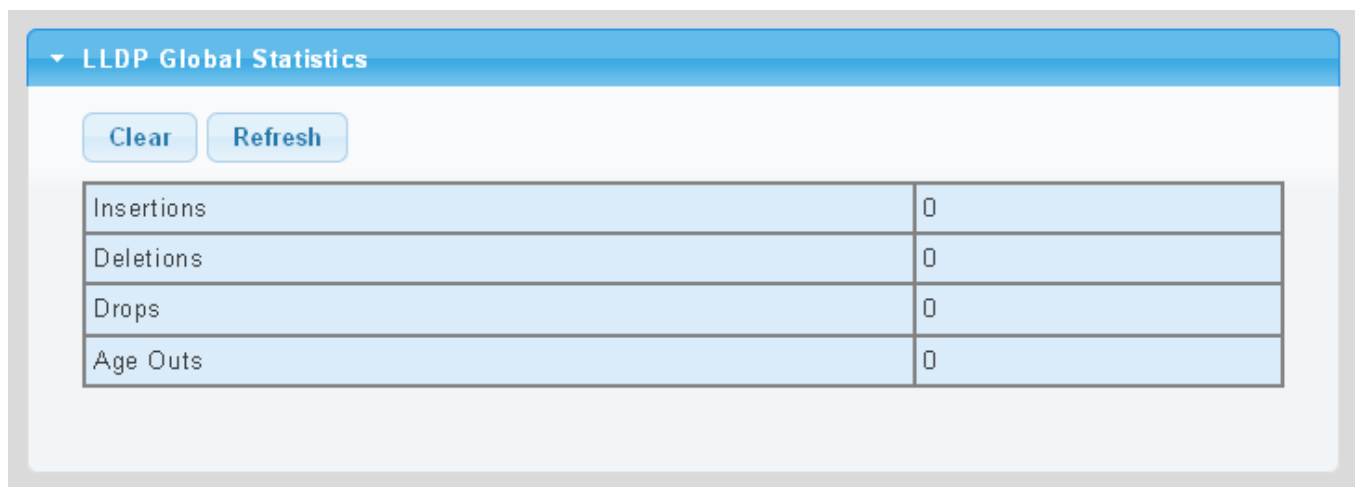 LLDP Global Statistics
Clear Refresh
Insertions 0
Deletions 0
Drops 0
Age Outs 0